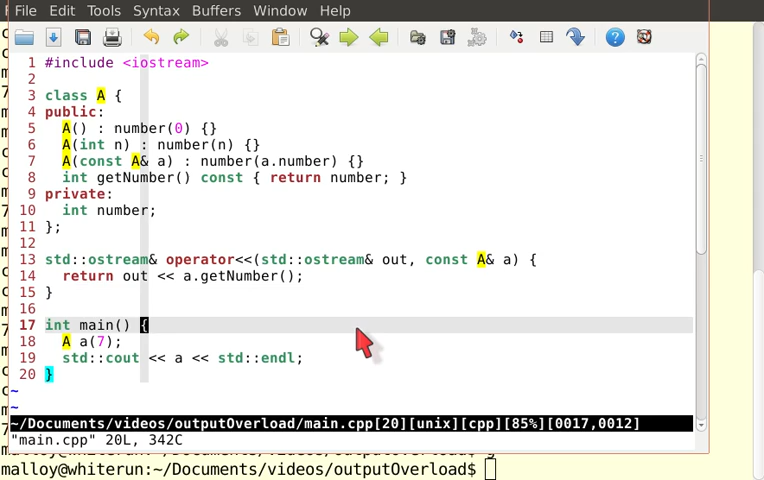 File Edit Tools Syntax Buffers Window Help
1 #include <iostream>
2
3 class A {
4 public:
5   A() : number(0) {}
6   A(int n) : number(n) {}
7   A(const A& a) : number(a.number) {}
8   int getNumber() const { return number; }
9 private:
10   int number;
11 };
12
13 std::ostream& operator<<(std::ostream& out, const A& a) {
14   return out << a.getNumber();
15 }
16
17 int main() {
18   A a(7);
19   std::cout << a << std::endl;
20 }
~
~
~/Documents/videos/outputOverload/main.cpp[20][unix][cpp][85%][0017,0012]
"main.cpp" 20L, 342C
malloy@whiterun:~/Documents/videos/outputOverload$